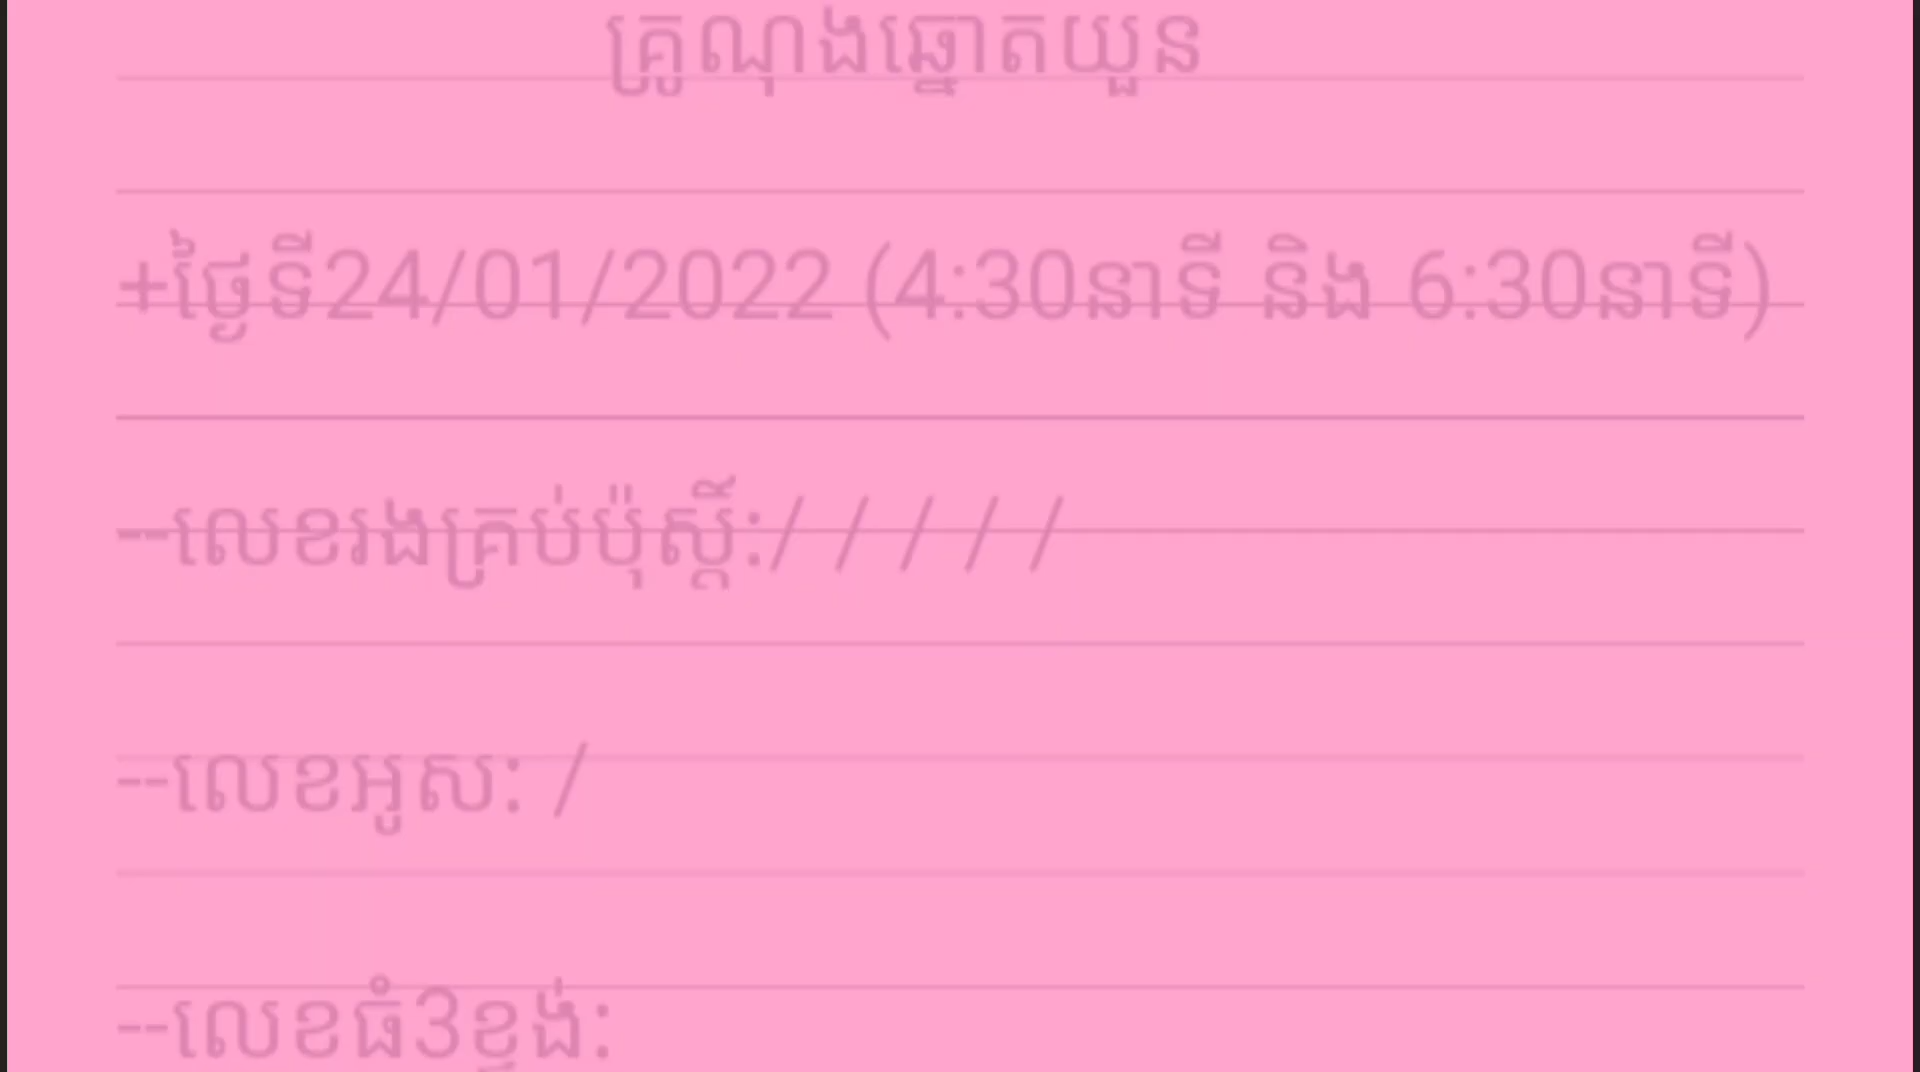 គ្រូណុងឆ្នោតយួន
+ថ្ងៃទី24/01/2022 (4:30នាទី និង 6:30នាទី)
--លេខរងគ្រប់ប៉ុស្តិ៍:/ / / / /
--លេខអូស: /
--លេខធំ3ខ្ទង់: